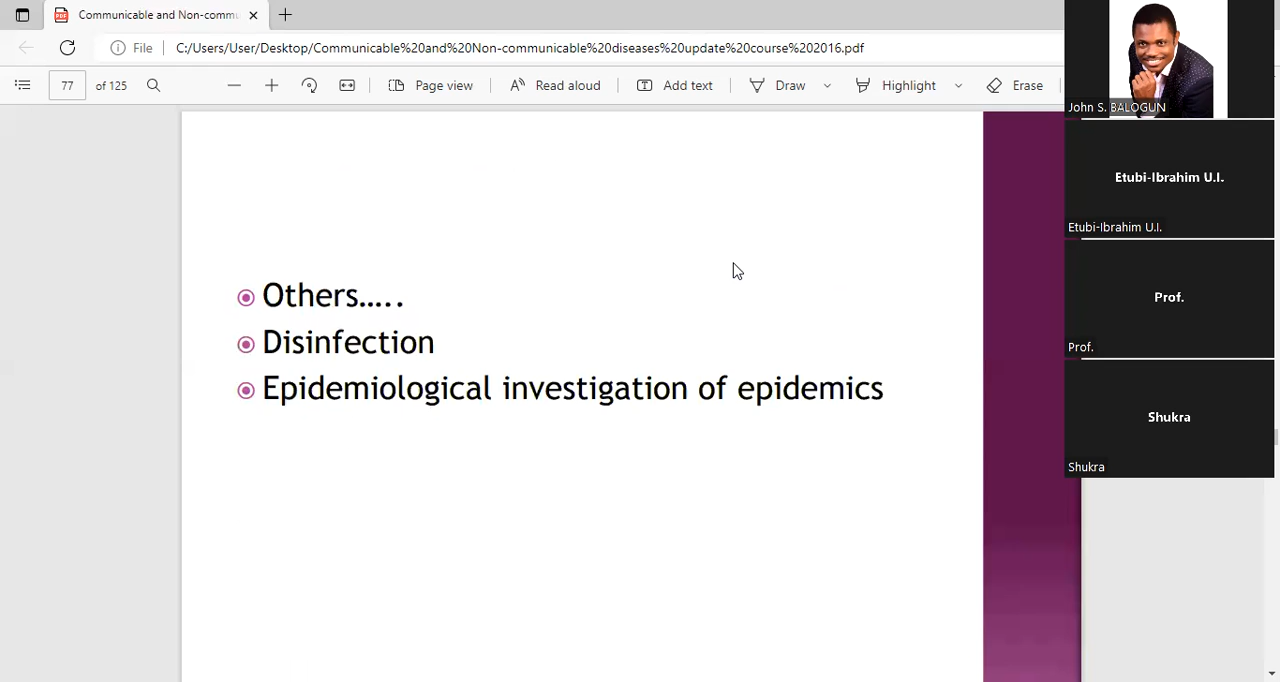 Communicable and Non-commu
File
C:/Users/User/Desktop/Communicable%20and%20Non-communicable%20diseases%20update%20course%202016.pdf
77 of 125
Page view
Read aloud
Add text
Draw
Highlight
Erase
Others…..
Disinfection
Epidemiological investigation of epidemics
John S. BALOGUN
Etubi-Ibrahim U.I.
Etubi-Ibrahim U.I.
Prof.
Prof.
Shukra
Shukra